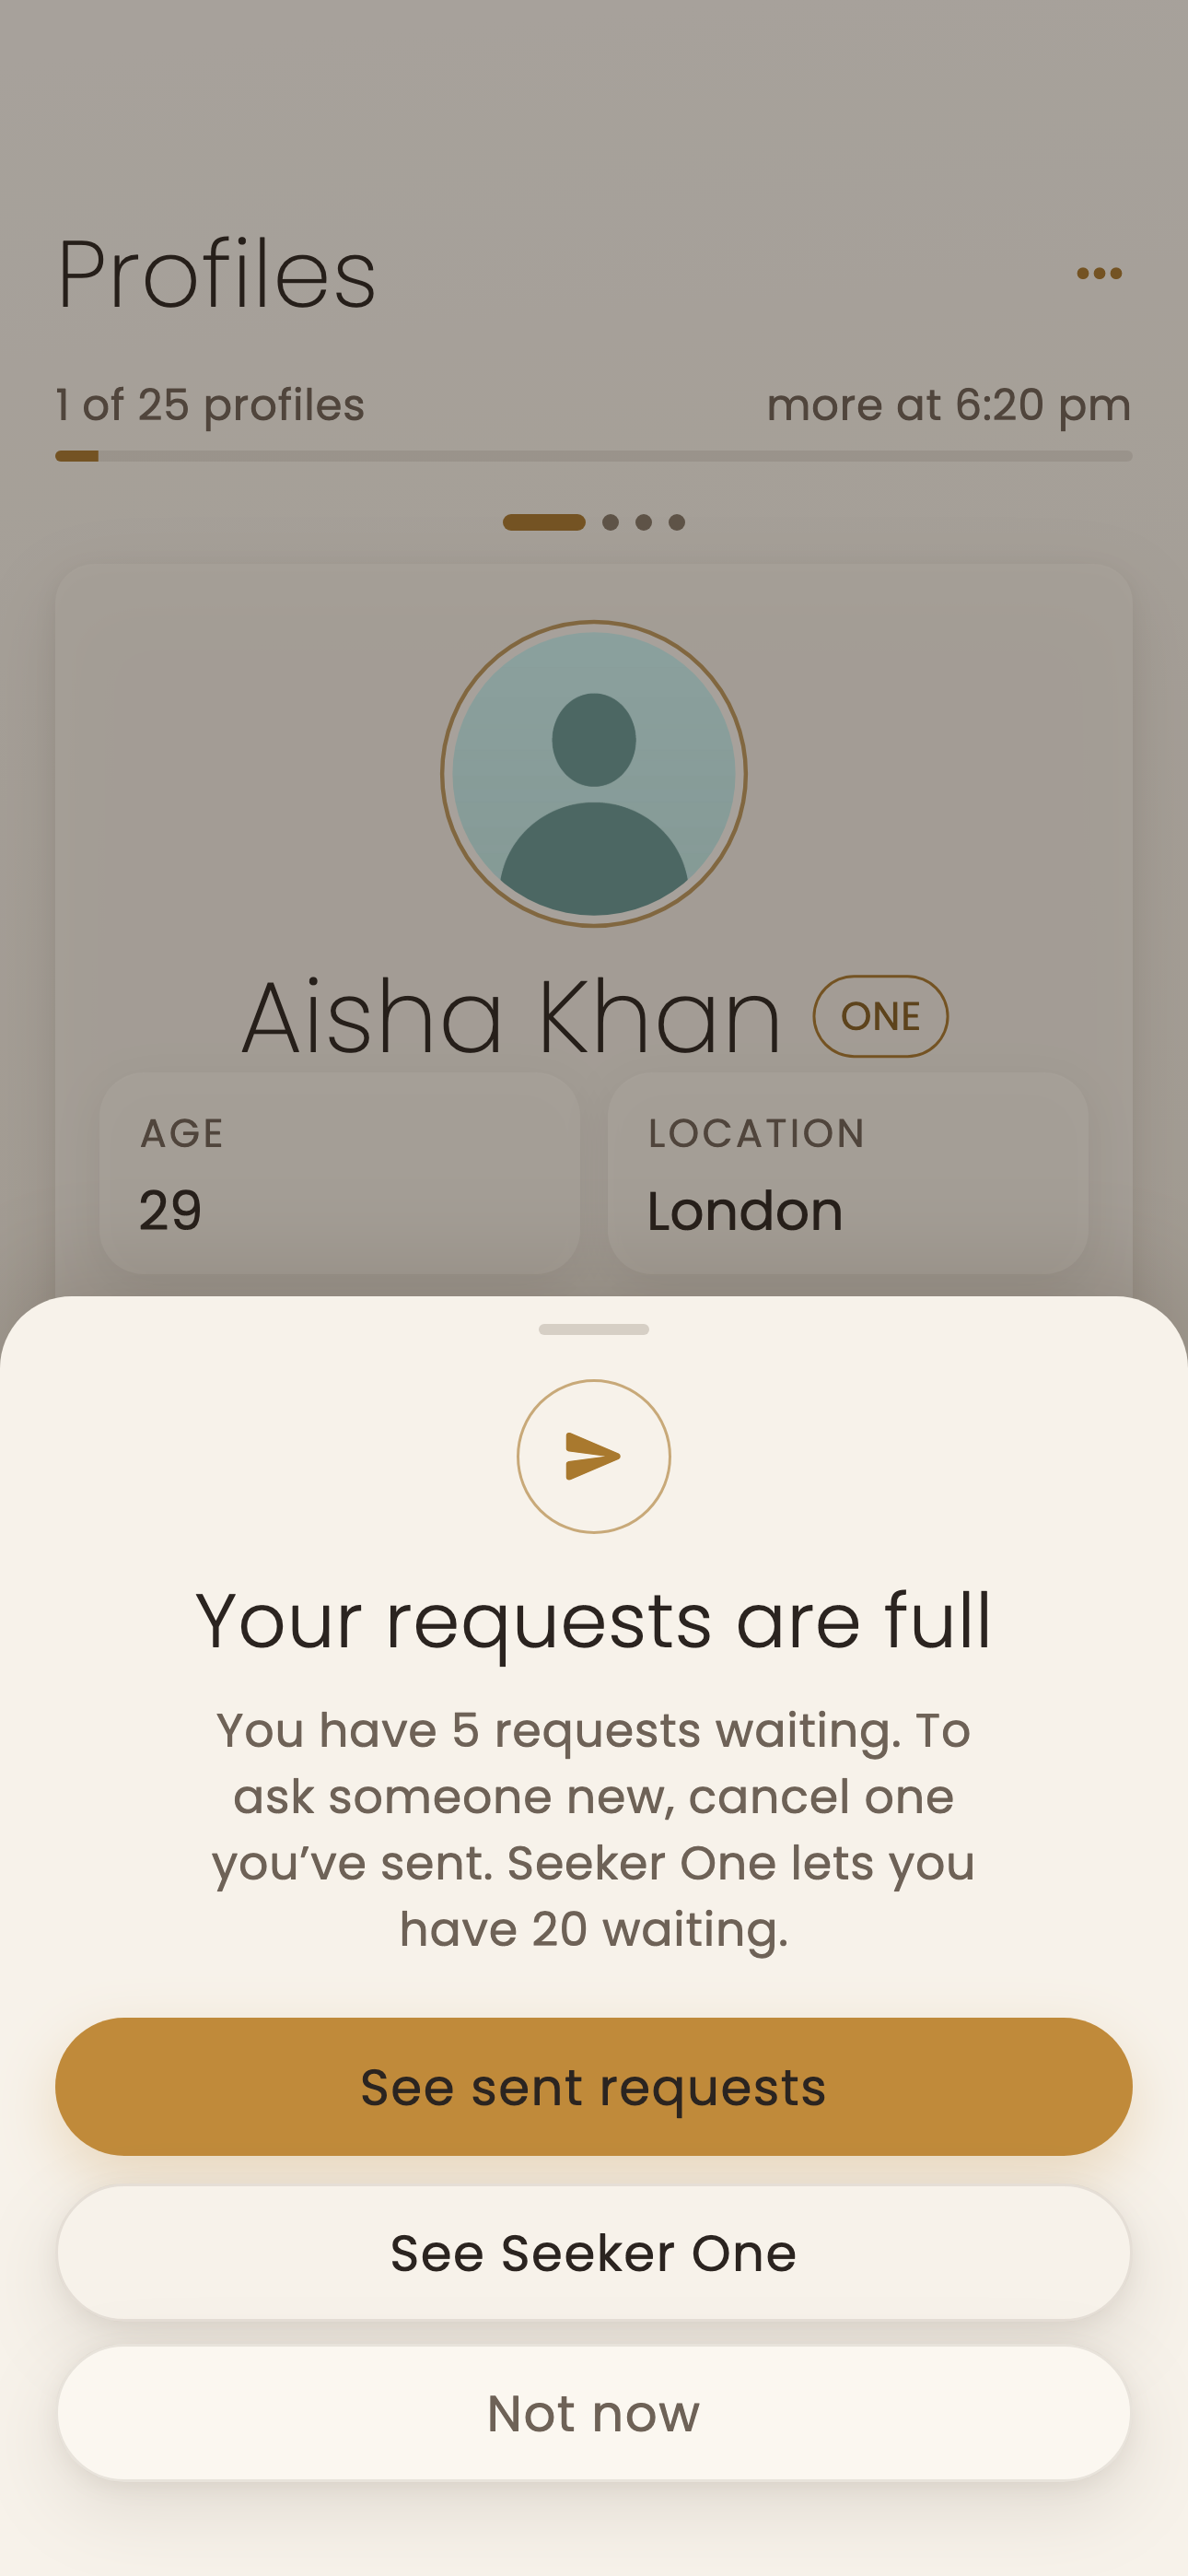 Profiles
1 of 25 profiles
more at 6:20 pm
Aisha Khan ONE
AGE
29
LOCATION
London
Your requests are full
You have 5 requests waiting. To
ask someone new, cancel one
you’ve sent. Seeker One lets you
have 20 waiting.
See sent requests
See Seeker One
Not now